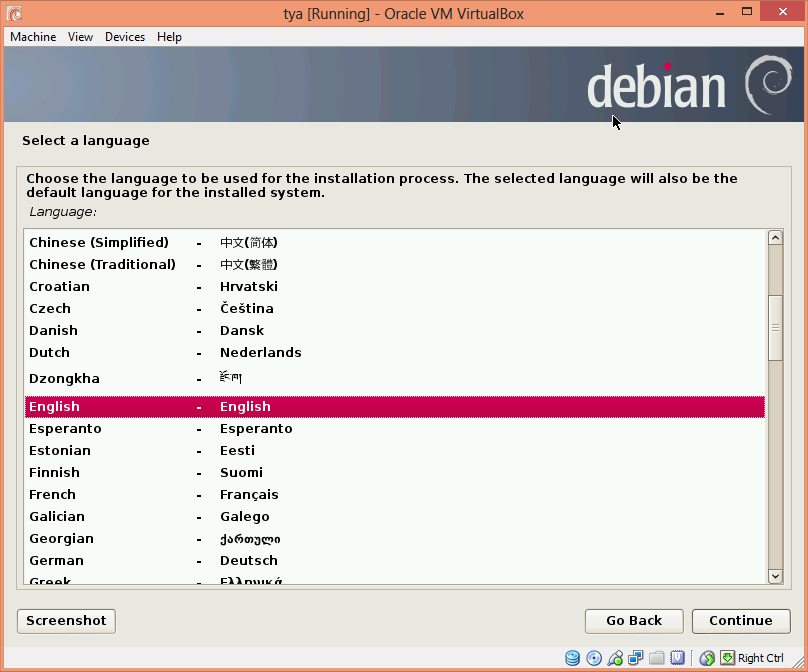 tya [Running] - Oracle VM VirtualBox
Machine View Devices Help
debian
Select a language
Choose the language to be used for the installation process. The selected language will also be the
default language for the installed system.
Language:
Chinese (Simplified) - 中文(简体)
Chinese (Traditional) - 中文(繁體)
Croatian - Hrvatski
Czech - Čeština
Danish - Dansk
Dutch - Nederlands
Dzongkha - རྫོང་ཁ།
English - English
Esperanto - Esperanto
Estonian - Eesti
Finnish - Suomi
French - Français
Galician - Galego
Georgian - ქართული
German - Deutsch
Greek - Ελληνικά
Screenshot Go Back Continue
Right Ctrl